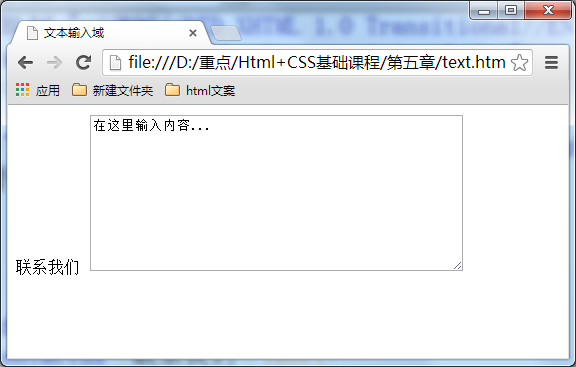 文本输入域
file:///D:/重点/Html+CSS基础课程/第五章/text.htm
应用 新建文件夹 html文案
在这里输入内容...
联系我们